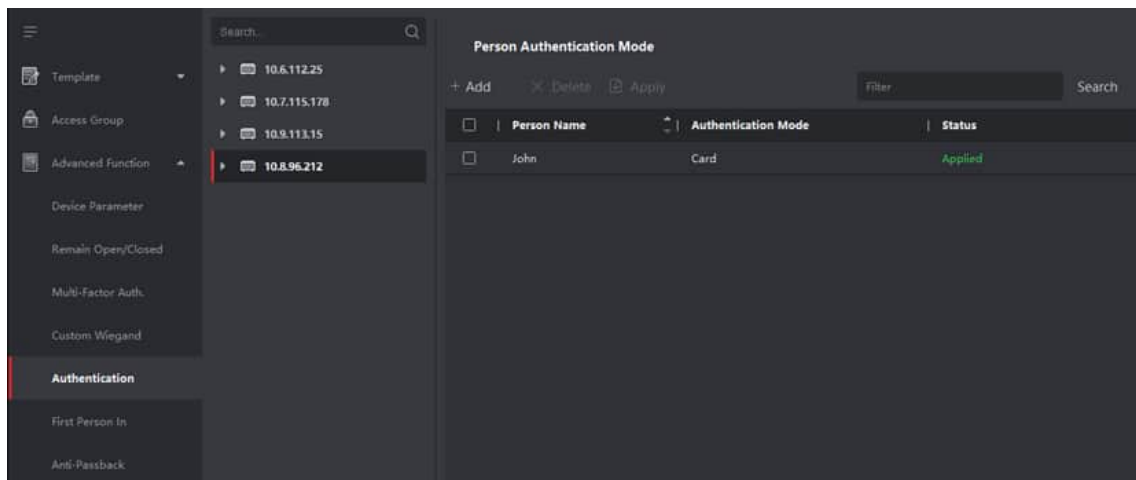 Template
Access Group
Advanced Function
Device Parameter
Remain Open/Closed
Multi-Factor Auth.
Custom Wiegand
Authentication
First Person In
Anti-Passback
Search...
10.6.112.25
10.7.115.178
10.9.113.15
10.8.96.212
Person Authentication Mode
+ Add × Delete Apply Filter Search
Person Name | Authentication Mode | Status
John Card Applied